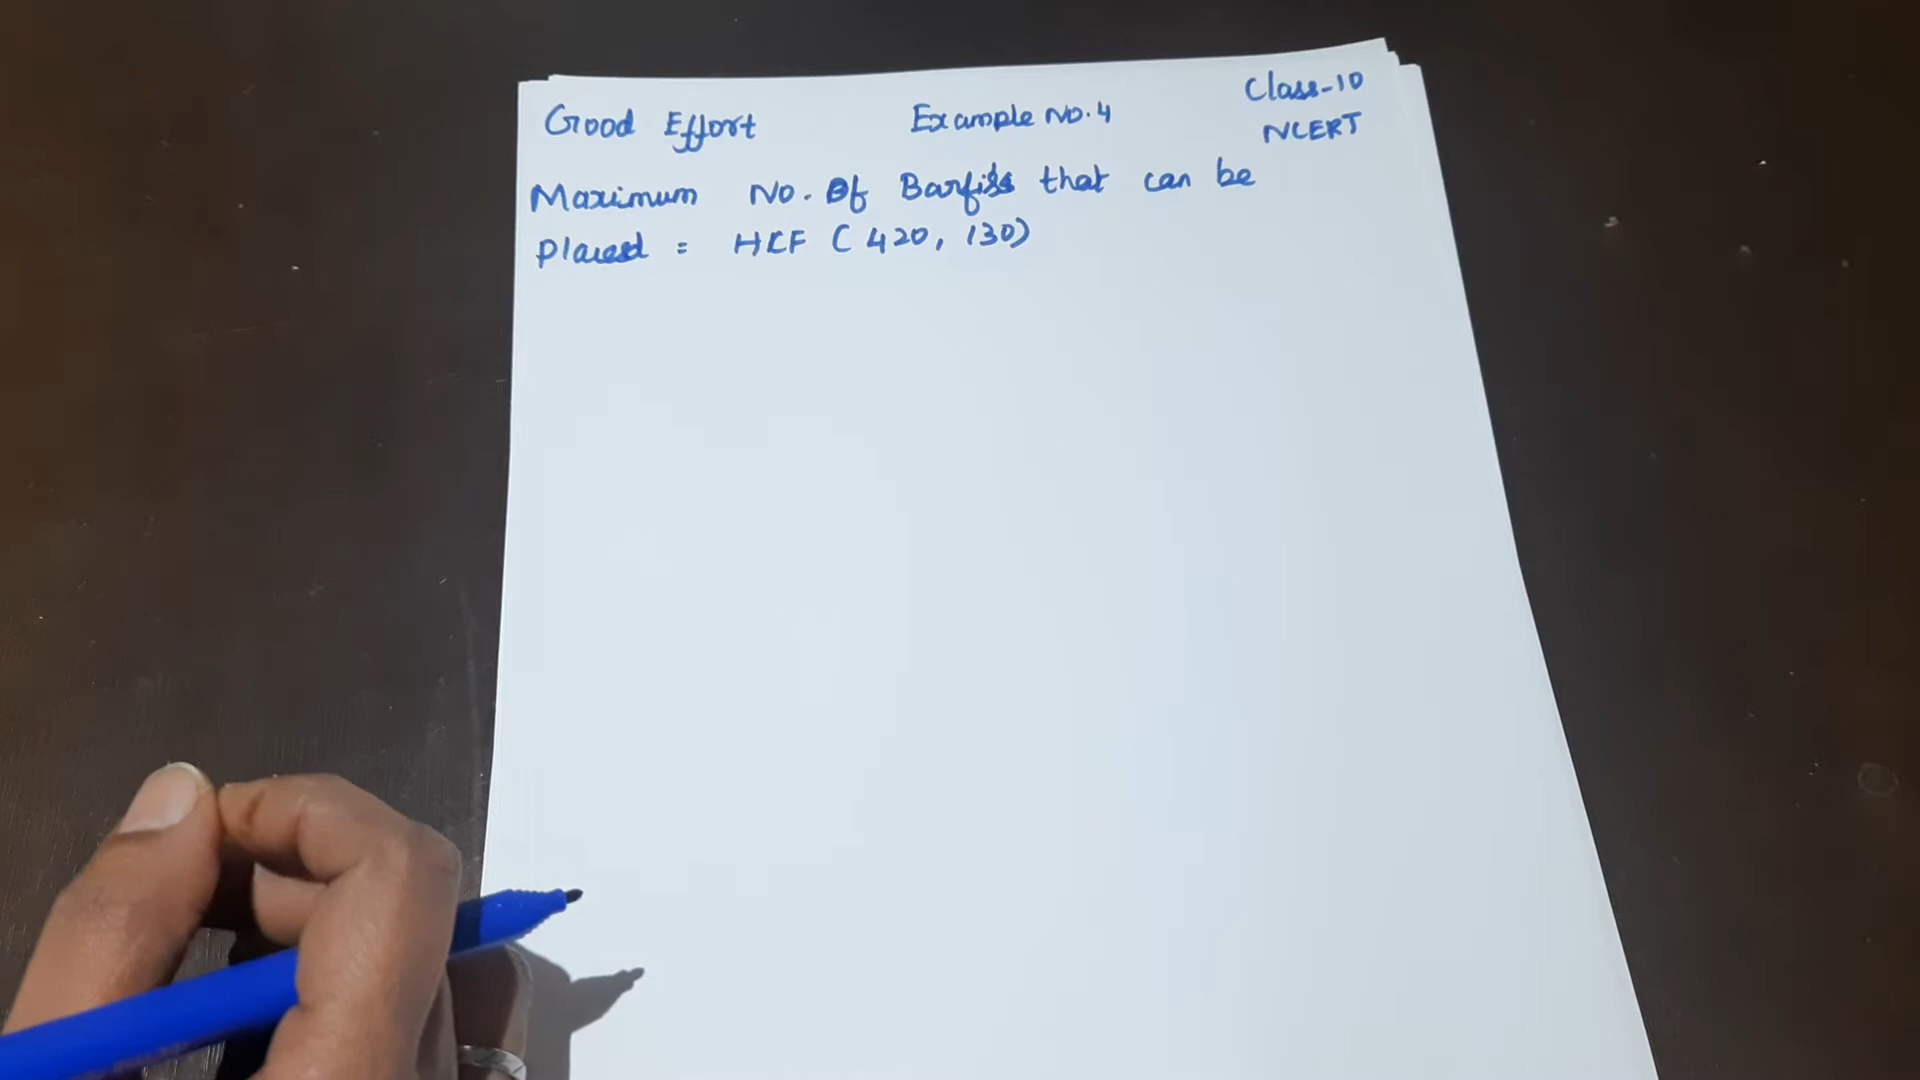 Good Effort
Example No. 4
Class-10
NCERT
Maximum No. Of Barfis that can be
Placed = HCF ( 420, 130)